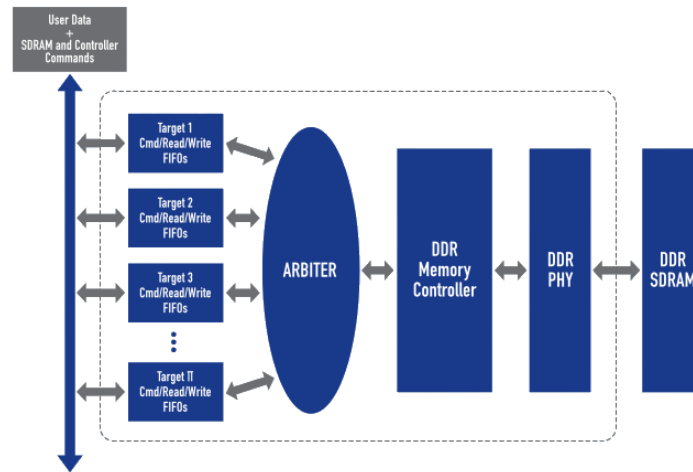 User Data
+
SDRAM and Controller
Commands
Target 1
Cmd/Read/Write
FIFOs
Target 2
Cmd/Read/Write
FIFOs
Target 3
Cmd/Read/Write
FIFOs
Target Π
Cmd/Read/Write
FIFOs
ARBITER
DDR
Memory
Controller
DDR
PHY
DDR
SDRAM